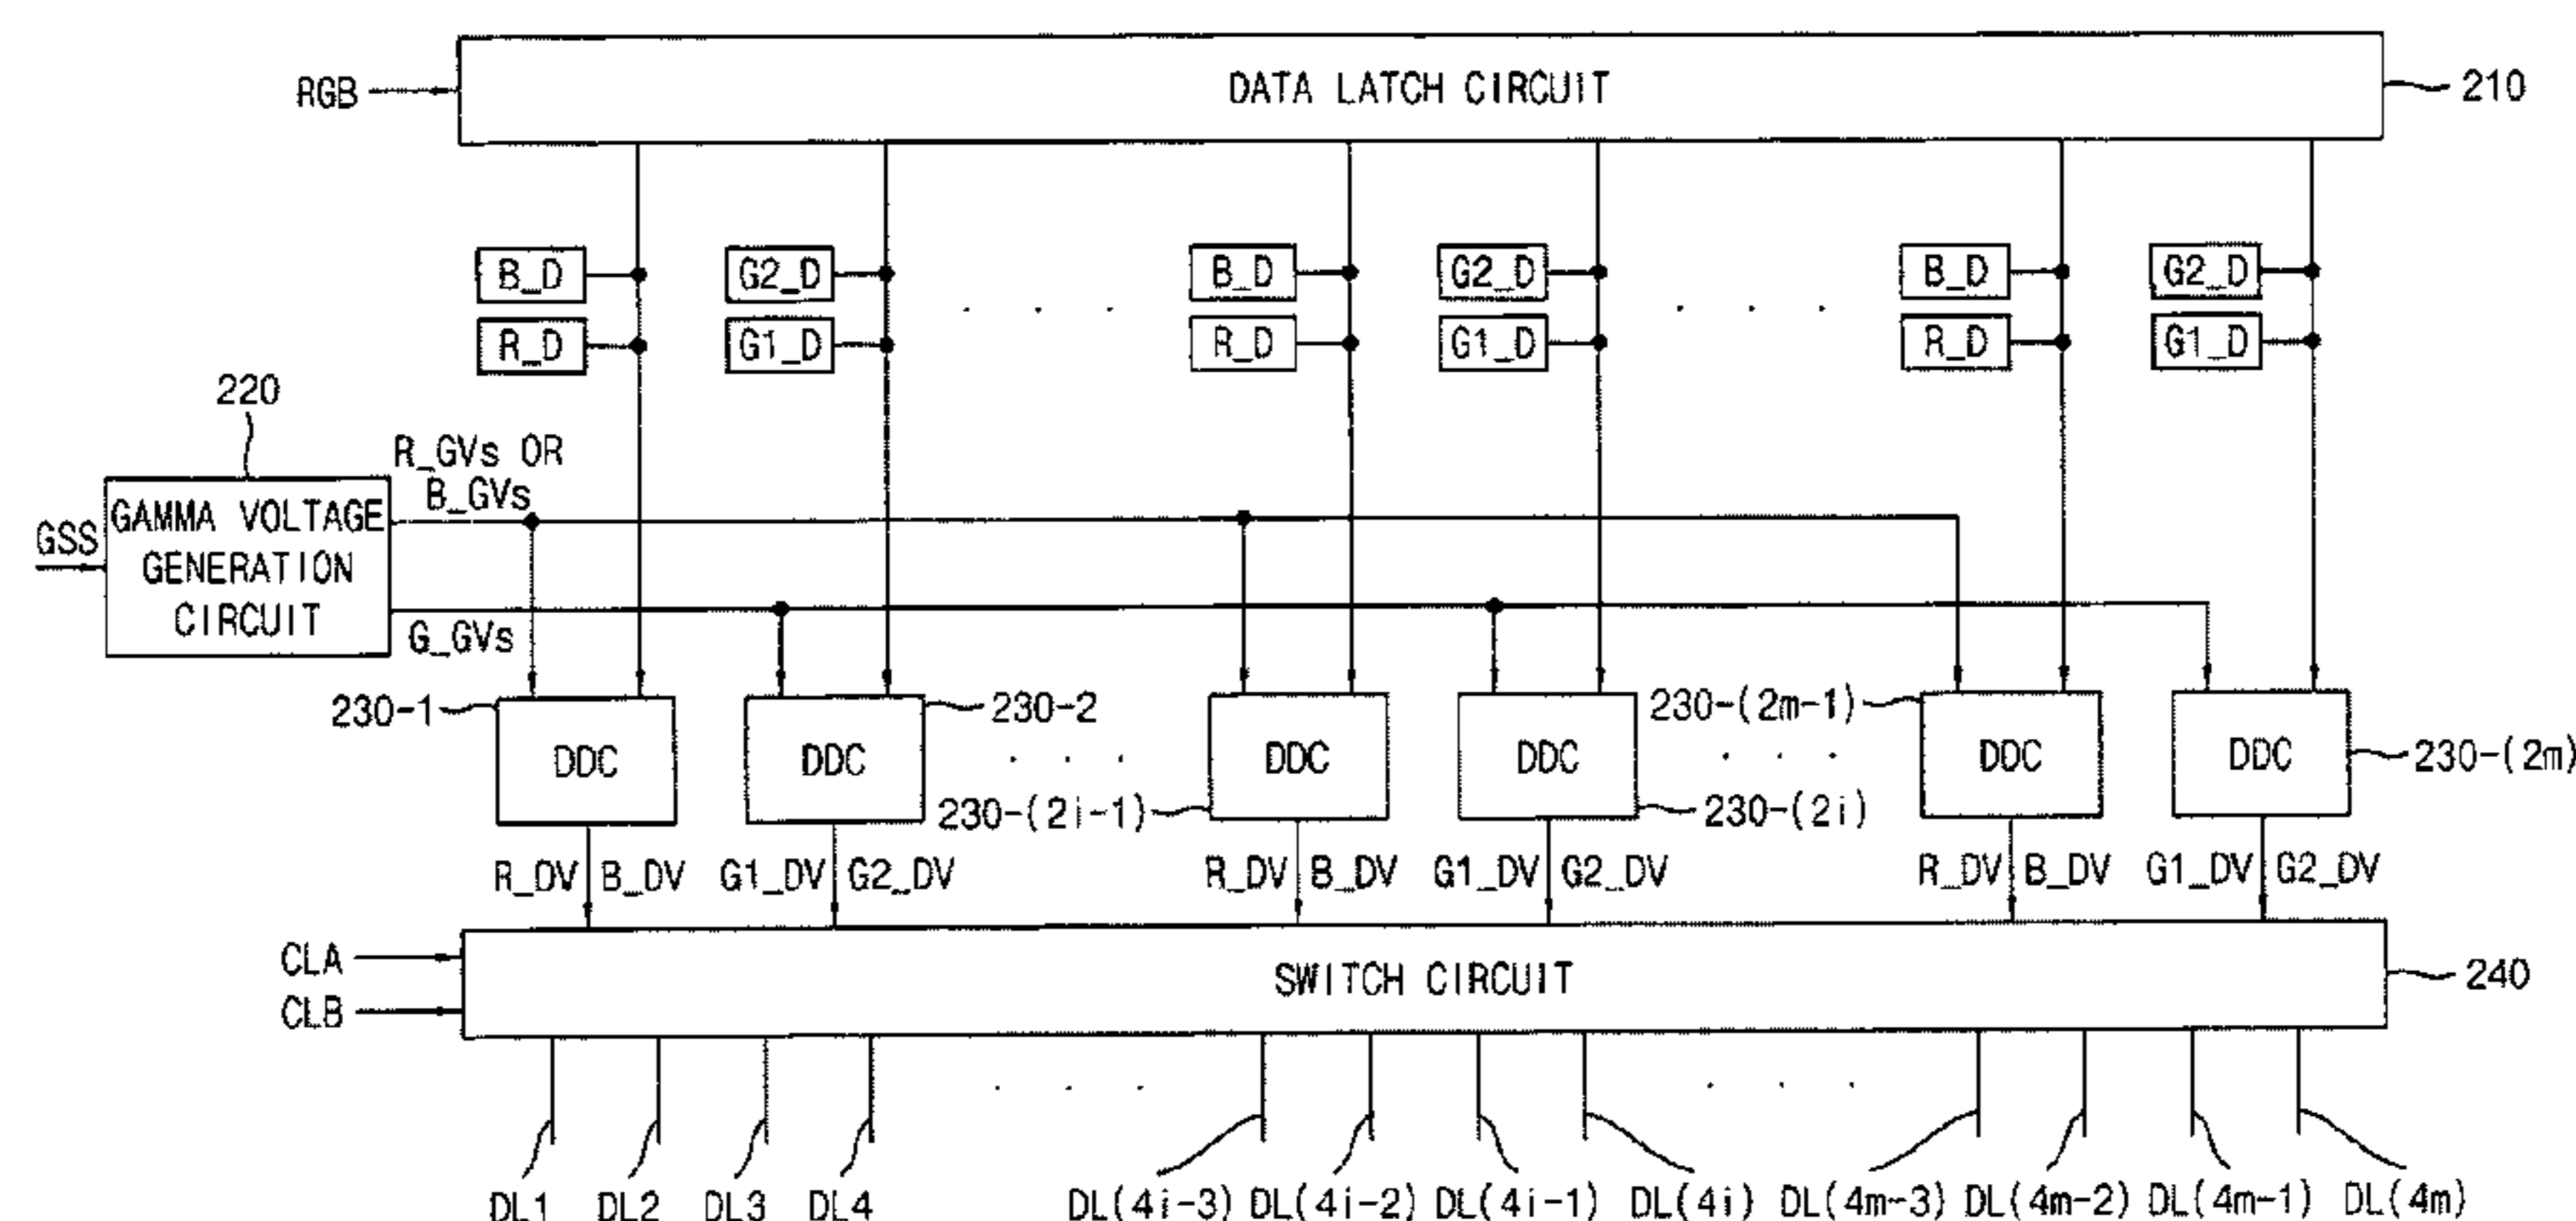 RGB DATA LATCH CIRCUIT 210
B_D G2_D B_D G2_D B_D G2_D
R_D G1_D R_D G1_D R_D G1_D
220
R_GVs OR
B_GVs
GSS
GAMMA VOLTAGE
GENERATION
CIRCUIT
G_GVs
230-1 DDC
230-2 DDC
230-(2i-1) DDC
230-(2i) DDC
230-(2m-1) DDC
230-(2m) DDC
. . . . . .
R_DV B_DV G1_DV G2_DV R_DV B_DV G1_DV G2_DV R_DV B_DV G1_DV G2_DV
CLA
CLB
SWITCH CIRCUIT 240
. . . . . .
DL1 DL2 DL3 DL4 DL(4i-3) DL(4i-2) DL(4i-1) DL(4i) DL(4m-3) DL(4m-2) DL(4m-1) DL(4m)